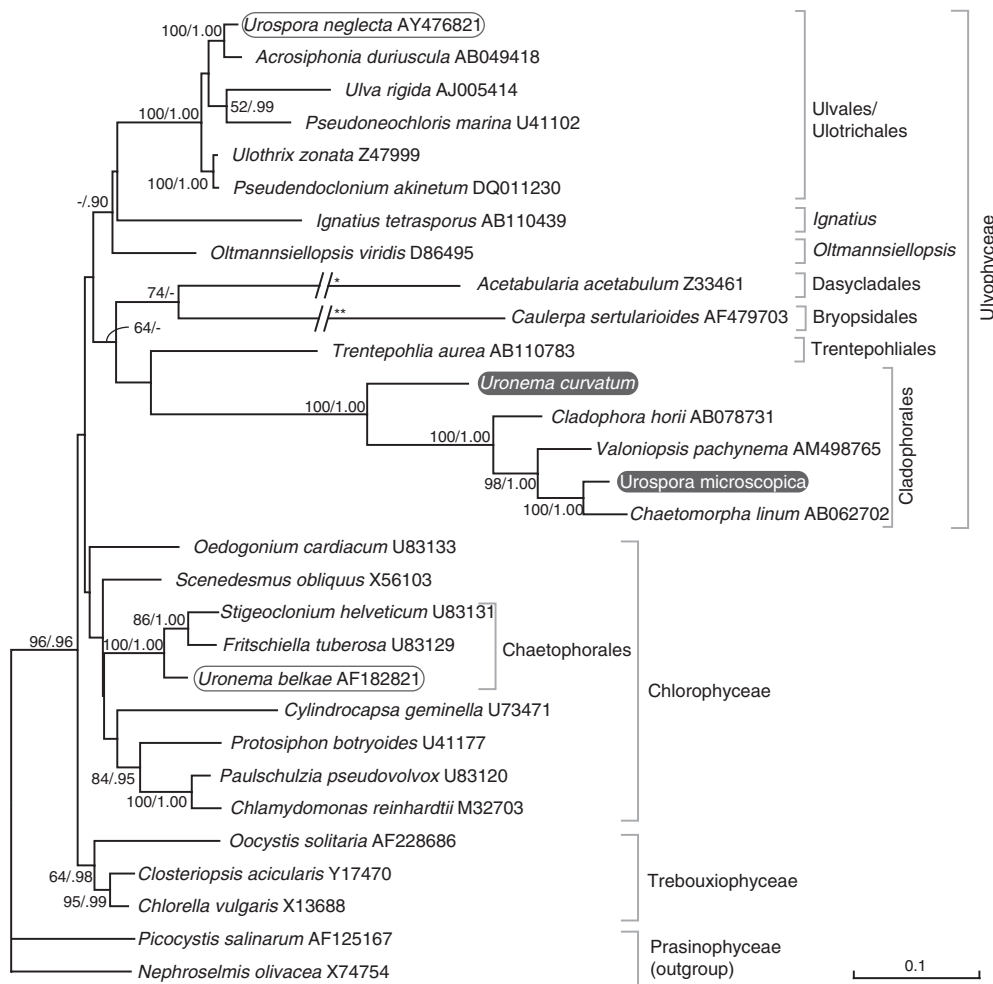 100/1.00
Urospora neglecta AY476821
Acrosiphonia duriuscula AB049418
Ulva rigida AJ005414
52/.99
100/1.00
Pseudoneochloris marina U41102
Ulothrix zonata Z47999
100/1.00
Pseudendoclonium akinetum DQ011230
Ulvales/
Ulotrichales
-/.90
Ignatius tetrasporus AB110439
Ignatius
Oltmannsiellopsis viridis D86495
Oltmannsiellopsis
*
Acetabularia acetabulum Z33461
Dasycladales
74/-
**
Caulerpa sertularioides AF479703
Bryopsidales
64/-
Trentepohlia aurea AB110783
Trentepohliales
Uronema curvatum
100/1.00
Cladophora horii AB078731
100/1.00
Valoniopsis pachynema AM498765
98/1.00
Urospora microscopica
100/1.00
Chaetomorpha linum AB062702
Cladophorales
Ulvophyceae
Oedogonium cardiacum U83133
Scenedesmus obliquus X56103
Stigeoclonium helveticum U83131
86/1.00
Fritschiella tuberosa U83129
100/1.00
Uronema belkae AF182821
Chaetophorales
96/.96
Cylindrocapsa geminella U73471
Protosiphon botryoides U41177
84/.95
Paulschulzia pseudovolvox U83120
100/1.00
Chlamydomonas reinhardtii M32703
Chlorophyceae
Oocystis solitaria AF228686
64/.98
Closteriopsis acicularis Y17470
95/.99
Chlorella vulgaris X13688
Trebouxiophyceae
Picocystis salinarum AF125167
Nephroselmis olivacea X74754
Prasinophyceae
(outgroup)
0.1